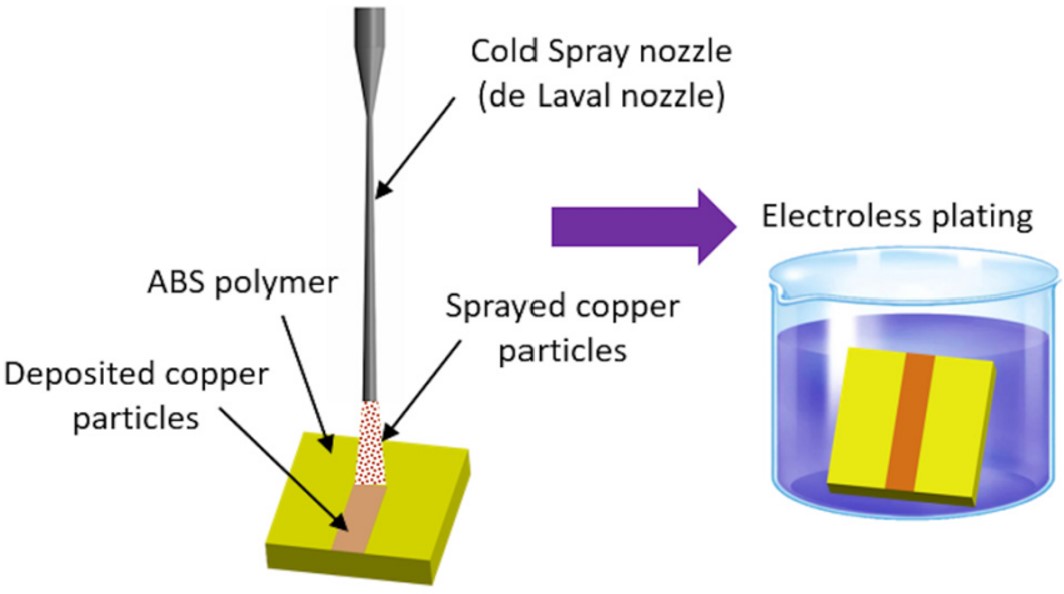 Cold Spray nozzle
(de Laval nozzle)
Electroless plating
ABS polymer
Sprayed copper
particles
Deposited copper
particles